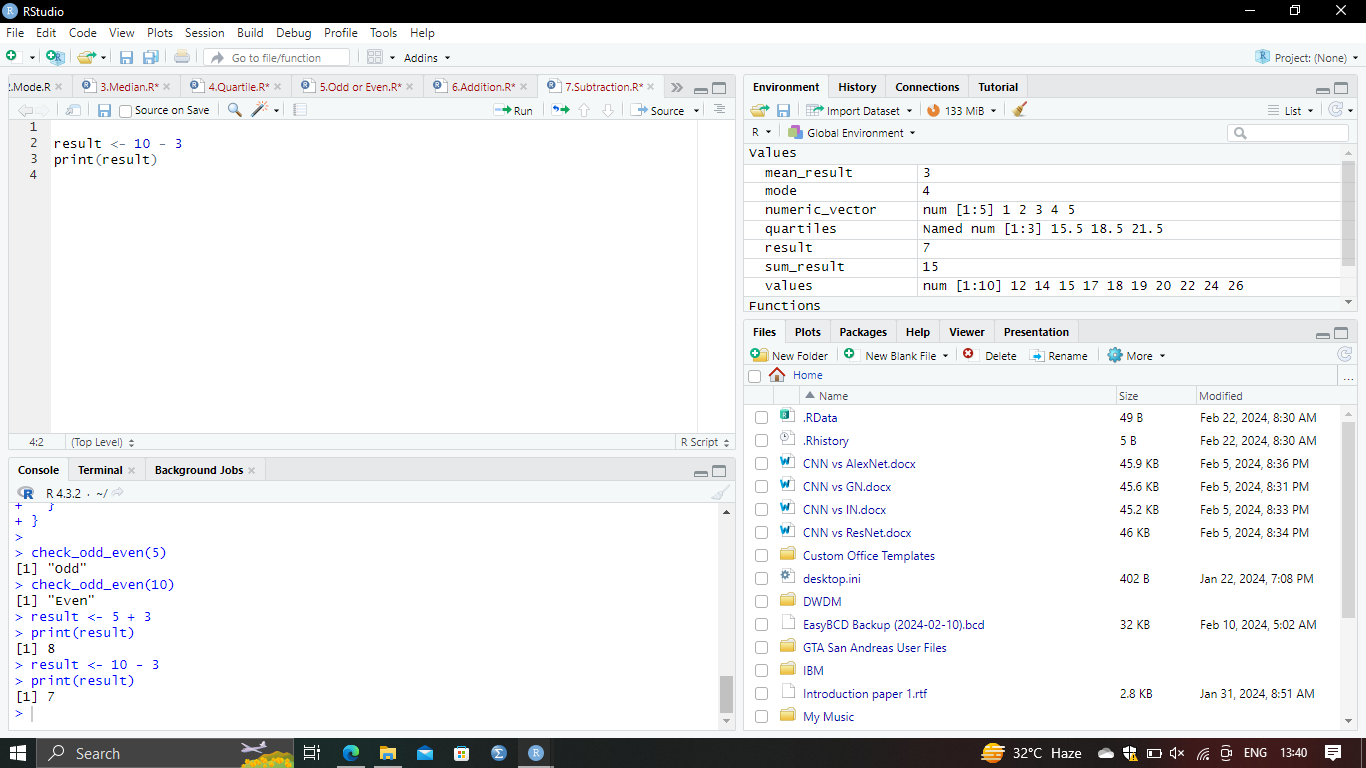 RStudio
File Edit Code View Plots Session Build Debug Profile Tools Help
Go to file/function Addins Project: (None)
2.Mode.R 3.Median.R* 4.Quartile.R* 5.Odd or Even.R* 6.Addition.R* 7.Subtraction.R*
Source on Save Run Source
1
2 result <- 10 - 3
3 print(result)
4
4:2 (Top Level) R Script
Console Terminal Background Jobs
R 4.3.2 · ~/
+ }
+ }
>
> check_odd_even(5)
[1] "Odd"
> check_odd_even(10)
[1] "Even"
> result <- 5 + 3
> print(result)
[1] 8
> result <- 10 - 3
> print(result)
[1] 7
>
Environment History Connections Tutorial
Import Dataset 133 MiB List
R Global Environment
Values
mean_result 3
mode 4
numeric_vector num [1:5] 1 2 3 4 5
quartiles Named num [1:3] 15.5 18.5 21.5
result 7
sum_result 15
values num [1:10] 12 14 15 17 18 19 20 22 24 26
Functions
Files Plots Packages Help Viewer Presentation
New Folder New Blank File Delete Rename More
Home ...
Name Size Modified
.RData 49 B Feb 22, 2024, 8:30 AM
.Rhistory 5 B Feb 22, 2024, 8:30 AM
CNN vs AlexNet.docx 45.9 KB Feb 5, 2024, 8:36 PM
CNN vs GN.docx 45.6 KB Feb 5, 2024, 8:31 PM
CNN vs IN.docx 45.2 KB Feb 5, 2024, 8:33 PM
CNN vs ResNet.docx 46 KB Feb 5, 2024, 8:34 PM
Custom Office Templates
desktop.ini 402 B Jan 22, 2024, 7:08 PM
DWDM
EasyBCD Backup (2024-02-10).bcd 32 KB Feb 10, 2024, 5:02 AM
GTA San Andreas User Files
IBM
Introduction paper 1.rtf 2.8 KB Jan 31, 2024, 8:51 AM
My Music
Search 32°C Haze ENG 13:40